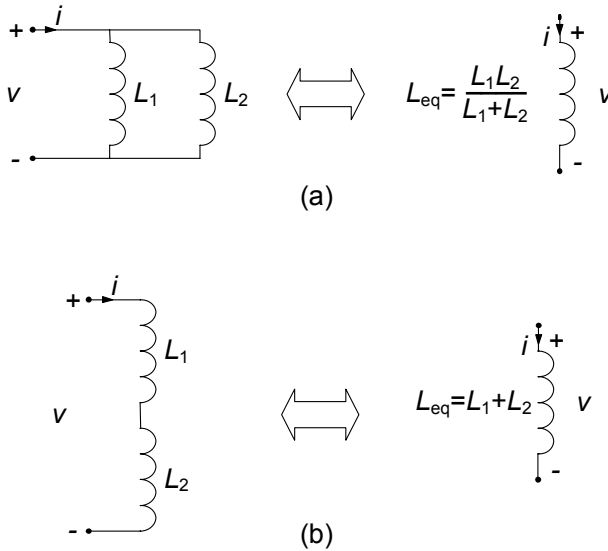 + i
v L₁ L₂ Leq= L₁L₂ / L₁+L₂ i + v
- -
(a)
+ i
L₁ i +
v Leq=L₁+L₂ v
L₂ -
-
(b)